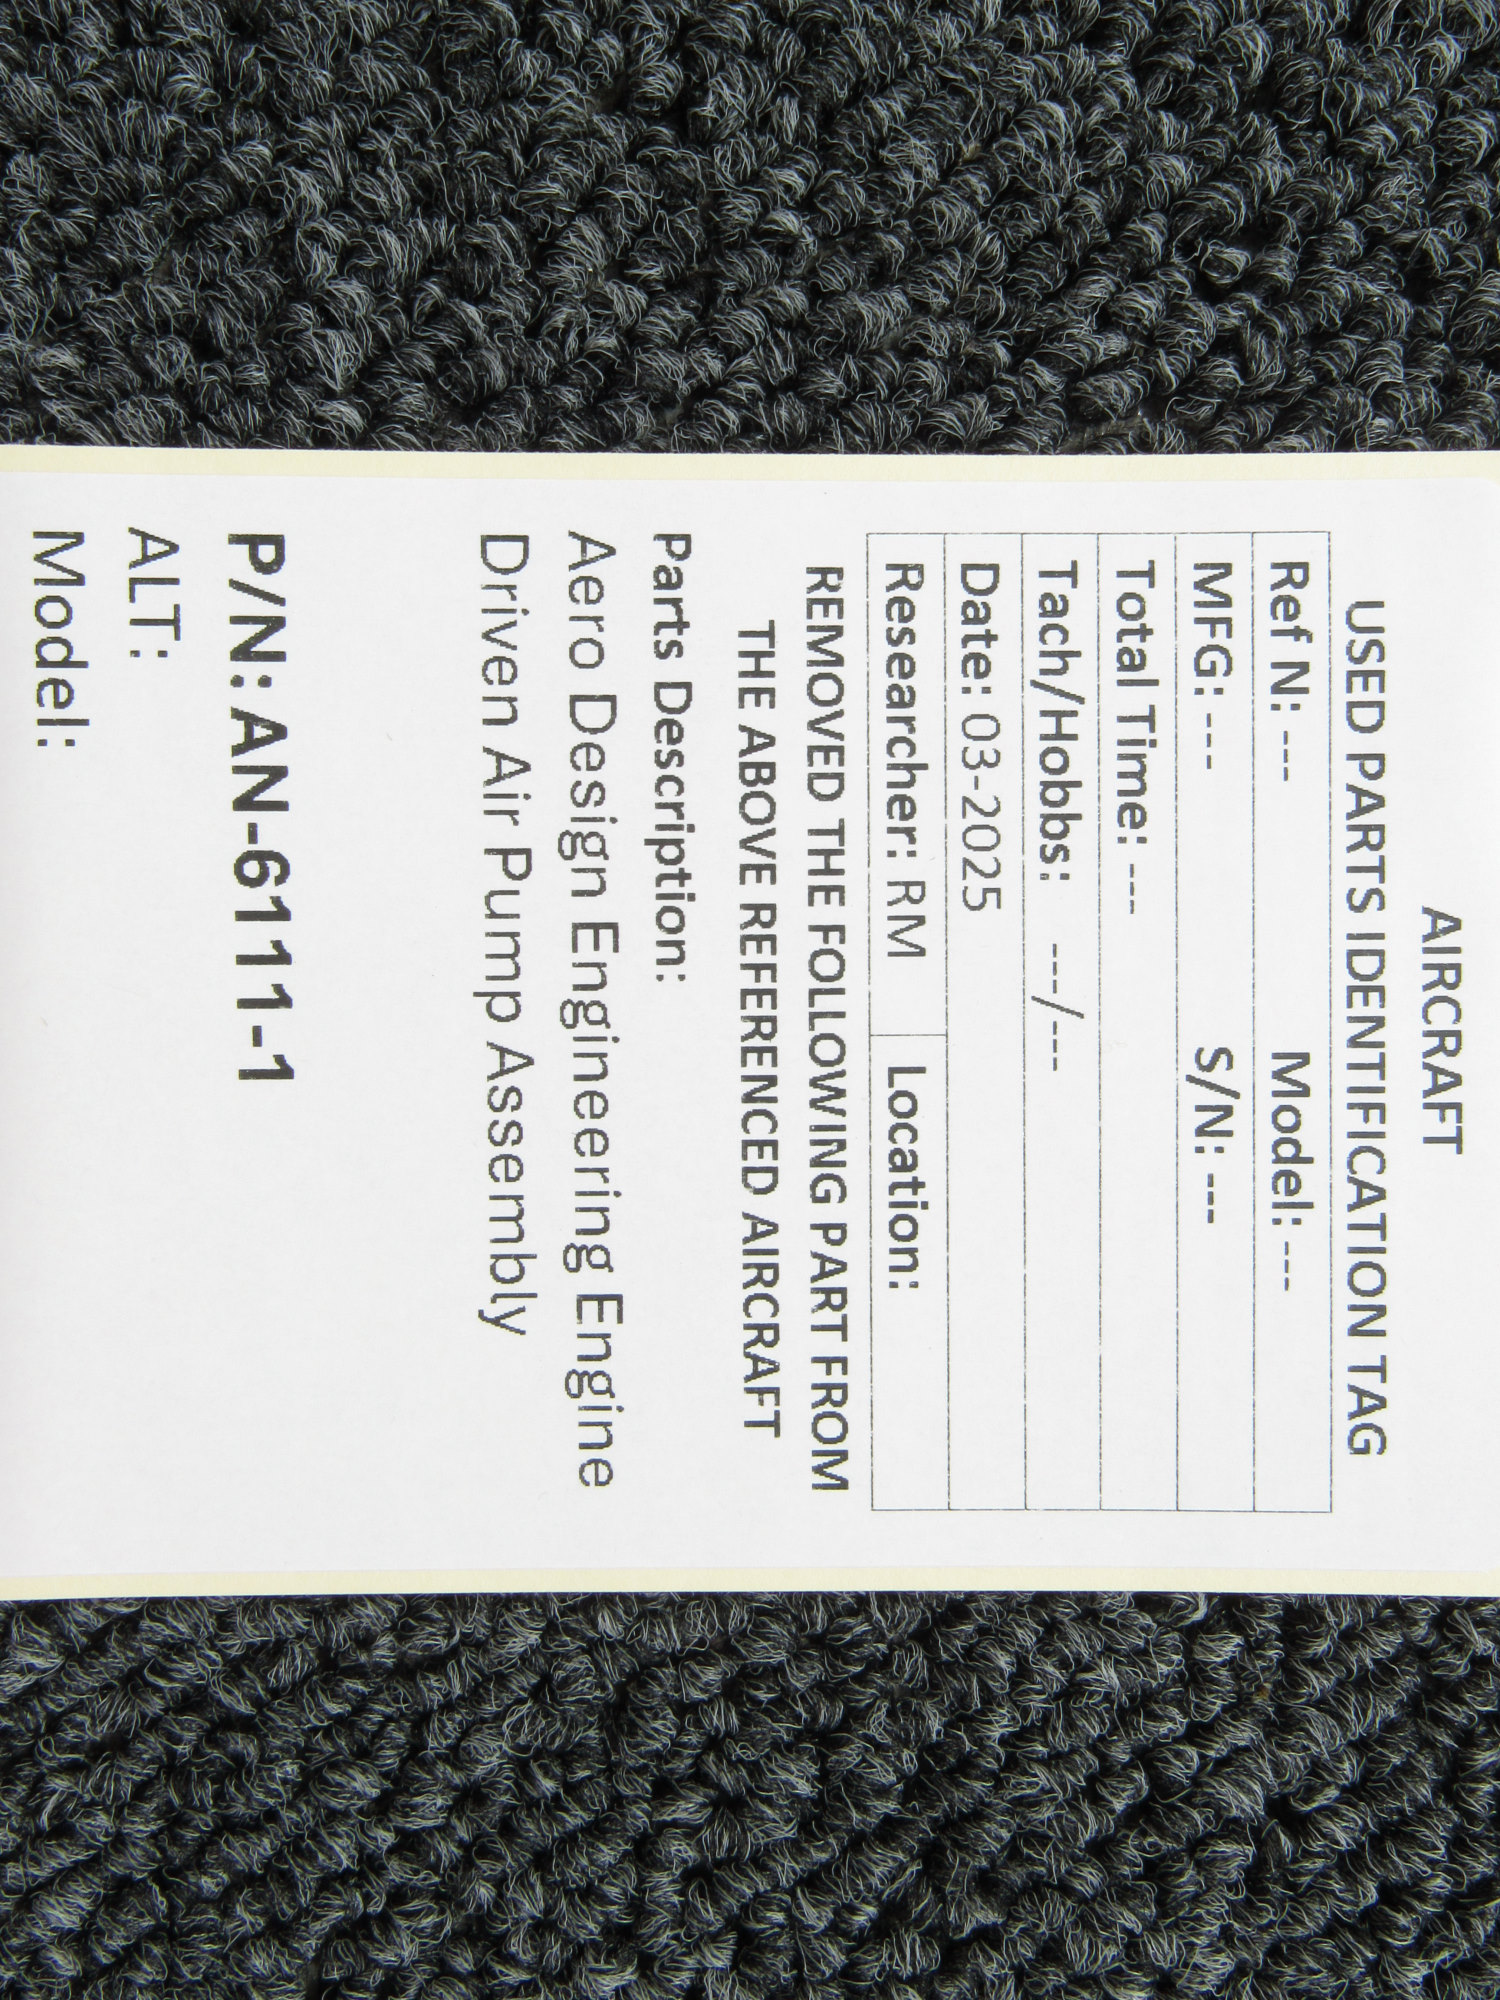 AIRCRAFT
USED PARTS IDENTIFICATION TAG
Ref N: --- Model: ---
MFG: --- S/N: ---
Total Time: ---
Tach/Hobbs: ---/---
Date: 03-2025
Researcher: RM Location:
REMOVED THE FOLLOWING PART FROM
THE ABOVE REFERENCED AIRCRAFT
Parts Description:
Aero Design Engineering Engine
Driven Air Pump Assembly
P/N: AN-6111-1
ALT:
Model: